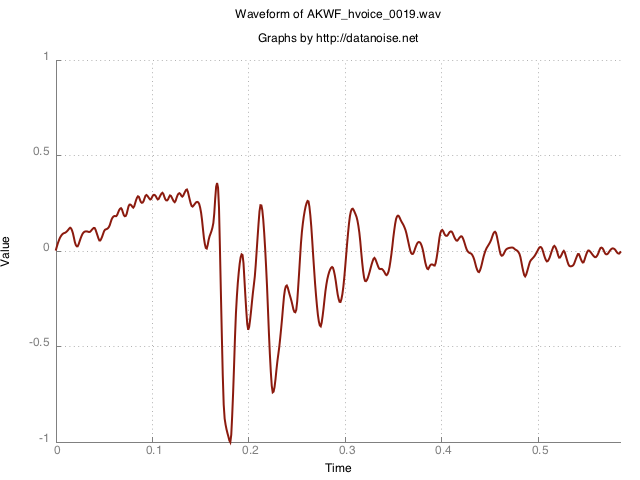 Waveform of AKWF_hvoice_0019.wav
Graphs by http://datanoise.net
1
0.5
0
-0.5
-1
Value
0 0.1 0.2 0.3 0.4 0.5
Time